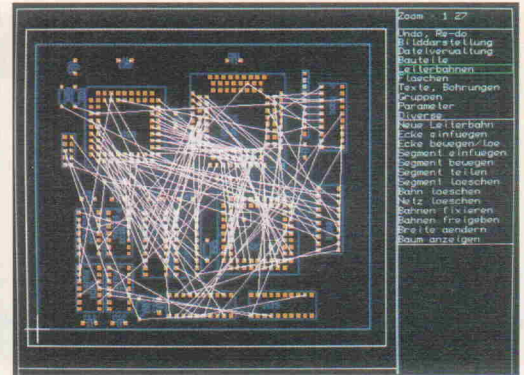 Zoom - 1 27
Undo, Re-do
Bilddarstellung
Dateiverwaltung
Bauteile
Leiterbahnen
Flaechen
Texte, Bohrungen
Gruppen
Parameter
Diverse
Neue Leiterbahn
Ecke einfuegen
Ecke bewegen/loe
Segment einfuegen
Segment bewegen
Segment teilen
Segment loeschen
Bahn loeschen
Netz loeschen
Bahnen fixieren
Bahnen freigeben
Breite aendern
Baum anzeigen